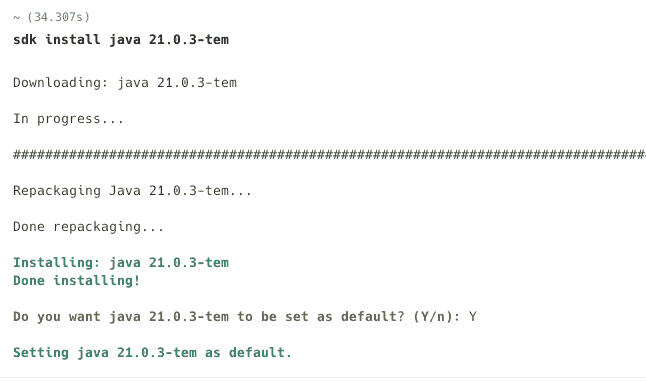 ~ (34.307s)
sdk install java 21.0.3-tem
Downloading: java 21.0.3-tem
In progress...
################################################################################
Repackaging Java 21.0.3-tem...
Done repackaging...
Installing: java 21.0.3-tem
Done installing!
Do you want java 21.0.3-tem to be set as default? (Y/n): Y
Setting java 21.0.3-tem as default.